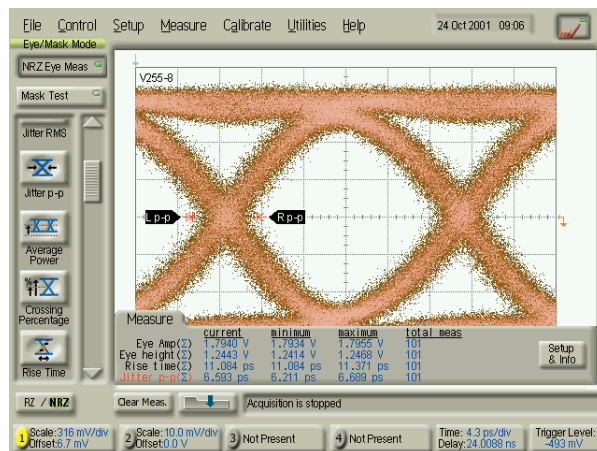 File Control Setup Measure Calibrate Utilities Help 24 Oct 2001 09:06
Eye/Mask Mode
NRZ Eye Meas
Mask Test
V255-8
Jitter RMS
Jitter p-p
L p-p R p-p
Average
Power
Crossing
Percentage
Rise Time
Measure
current minimum maximum total meas
Eye Amp(Σ) 1.7940 V 1.7934 V 1.7955 V 101
Eye height(Σ) 1.2443 V 1.2414 V 1.2468 V 101
Rise time(Σ) 11.084 ps 11.084 ps 11.371 ps 101
Jitter p-p(Σ) 6.593 ps 6.211 ps 6.689 ps 101
Setup
& Info
RZ / NRZ
Clear Meas.
Acquisition is stopped
1 Scale:316 mV/div
Offset:6.7 mV
2 Scale:10.0 mV/div
Offset:0.0 V
3 Not Present
4 Not Present
Time:4.3 ps/div
Delay:24.0088 ns
Trigger Level:
-493 mV